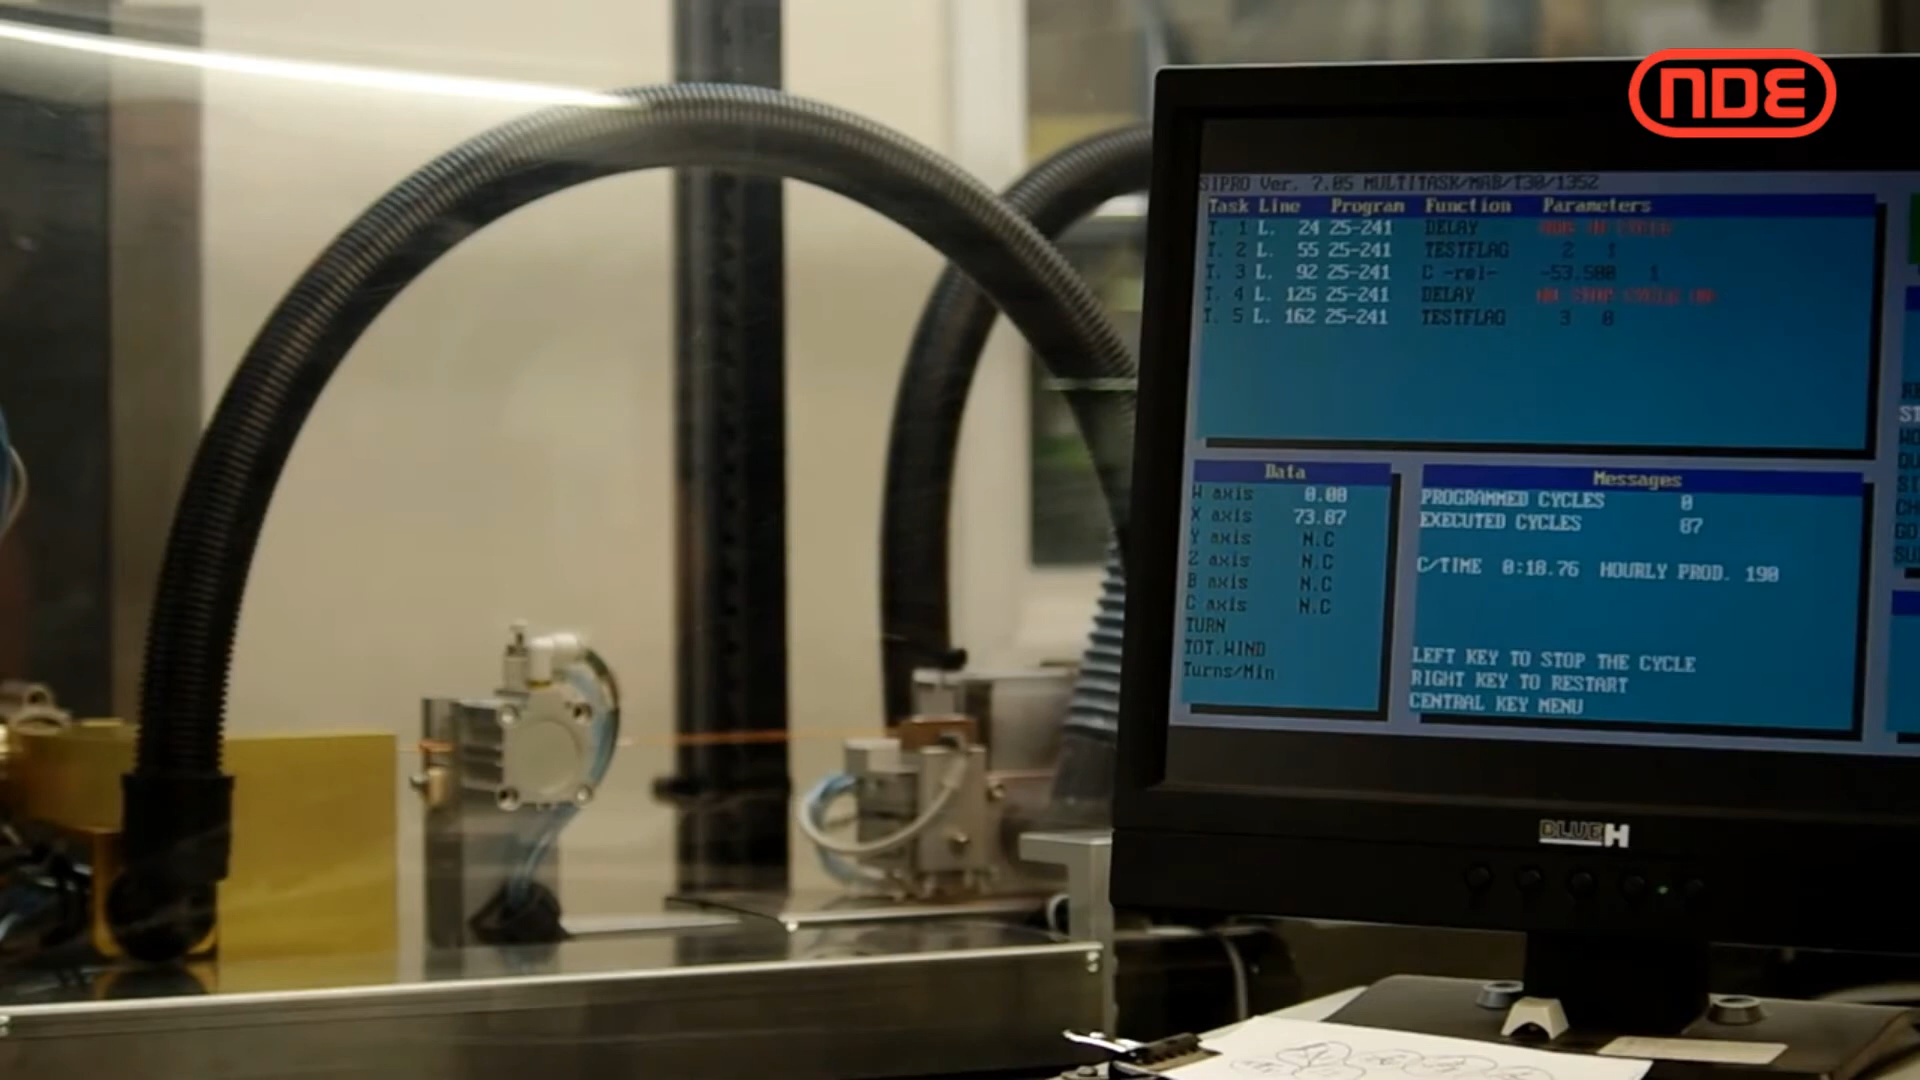 NDE
SIPRO Ver. 7.05 MULTITASK/MAB/T30/1352
Task Line Program Function Parameters
T. 1 L. 24 25-241 DELAY
T. 2 L. 55 25-241 TESTFLAG 2 1
T. 3 L. 92 25-241 C -rel- -53.500 1
T. 4 L. 125 25-241 DELAY
T. 5 L. 162 25-241 TESTFLAG 3 0
Data
W axis 0.00
X axis 73.87
Y axis N.C
Z axis N.C
B axis N.C
C axis N.C
TURN
TOT.WIND
Turns/Min
Messages
PROGRAMMED CYCLES 0
EXECUTED CYCLES 87
C/TIME 0:18.76 HOURLY PROD. 190
LEFT KEY TO STOP THE CYCLE
RIGHT KEY TO RESTART
CENTRAL KEY MENU
BLUEH